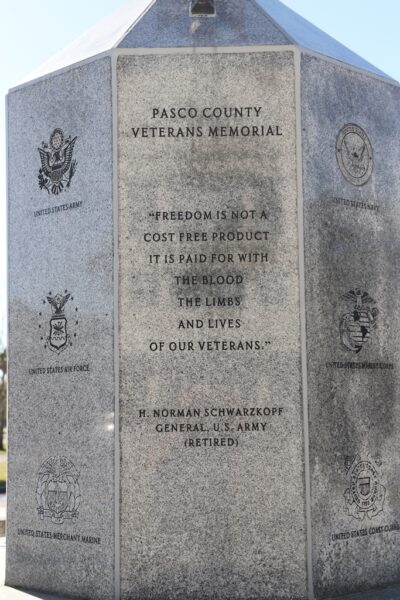 PASCO COUNTY
VETERANS MEMORIAL
"FREEDOM IS NOT A
COST FREE PRODUCT
IT IS PAID FOR WITH
THE BLOOD
THE LIMBS
AND LIVES
OF OUR VETERANS."
H. NORMAN SCHWARZKOPF
GENERAL, U.S. ARMY
(RETIRED)
UNITED STATES ARMY
UNITED STATES AIR FORCE
UNITED STATES MERCHANT MARINE
UNITED STATES NAVY
UNITED STATES MARINE CORPS
UNITED STATES COAST GUARD